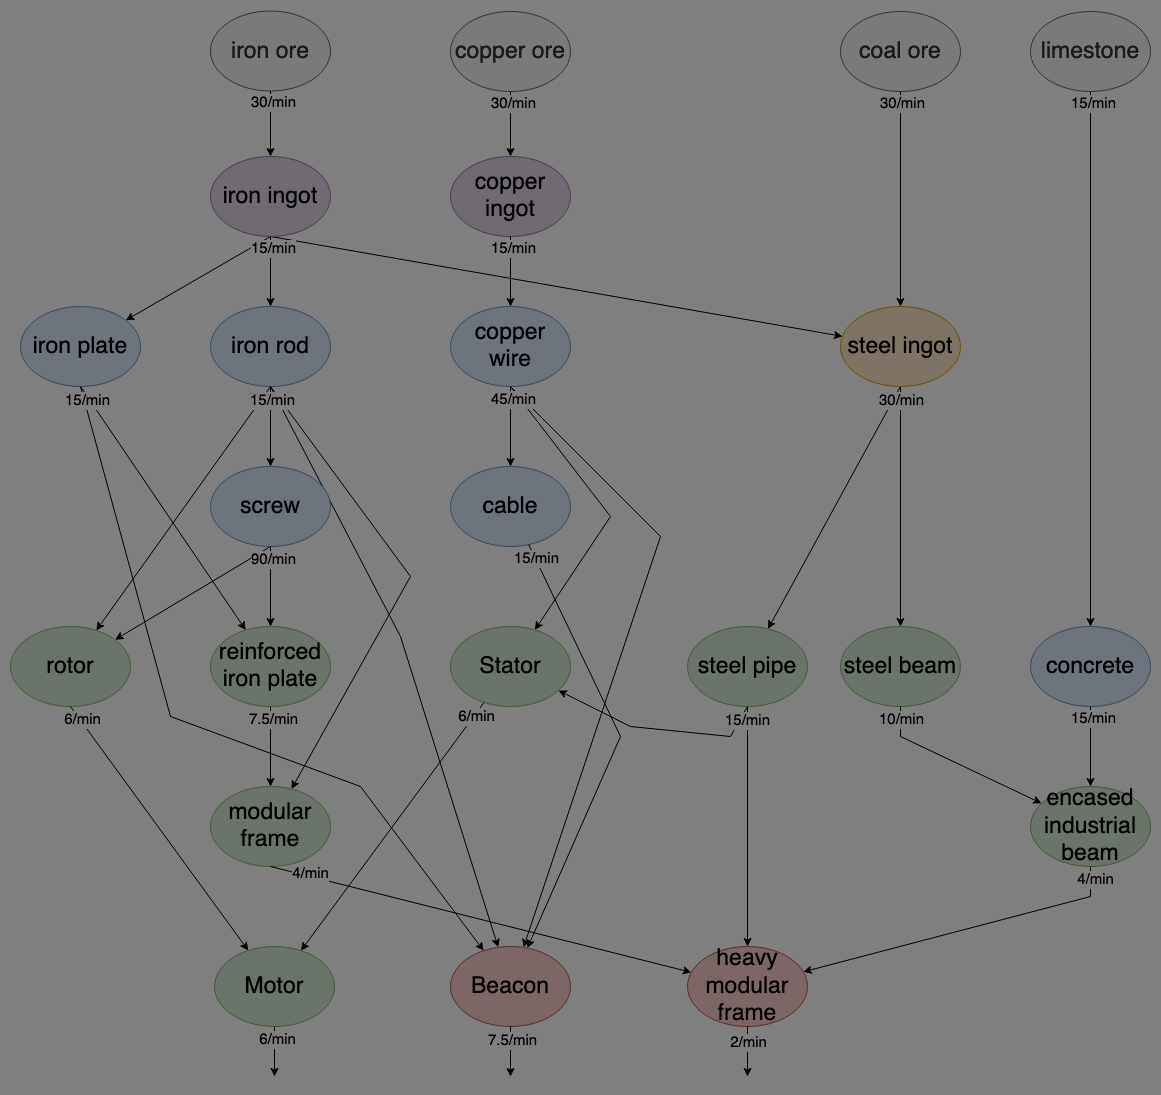 iron ore
copper ore
coal ore
limestone
30/min
30/min
30/min
15/min
iron ingot
copper
ingot
15/min
15/min
iron plate
iron rod
copper
wire
steel ingot
15/min
15/min
45/min
30/min
screw
cable
90/min
15/min
rotor
reinforced
iron plate
Stator
steel pipe
steel beam
concrete
6/min
7.5/min
6/min
15/min
10/min
15/min
modular
frame
encased
industrial
beam
4/min
4/min
Motor
Beacon
heavy
modular
frame
6/min
7.5/min
2/min